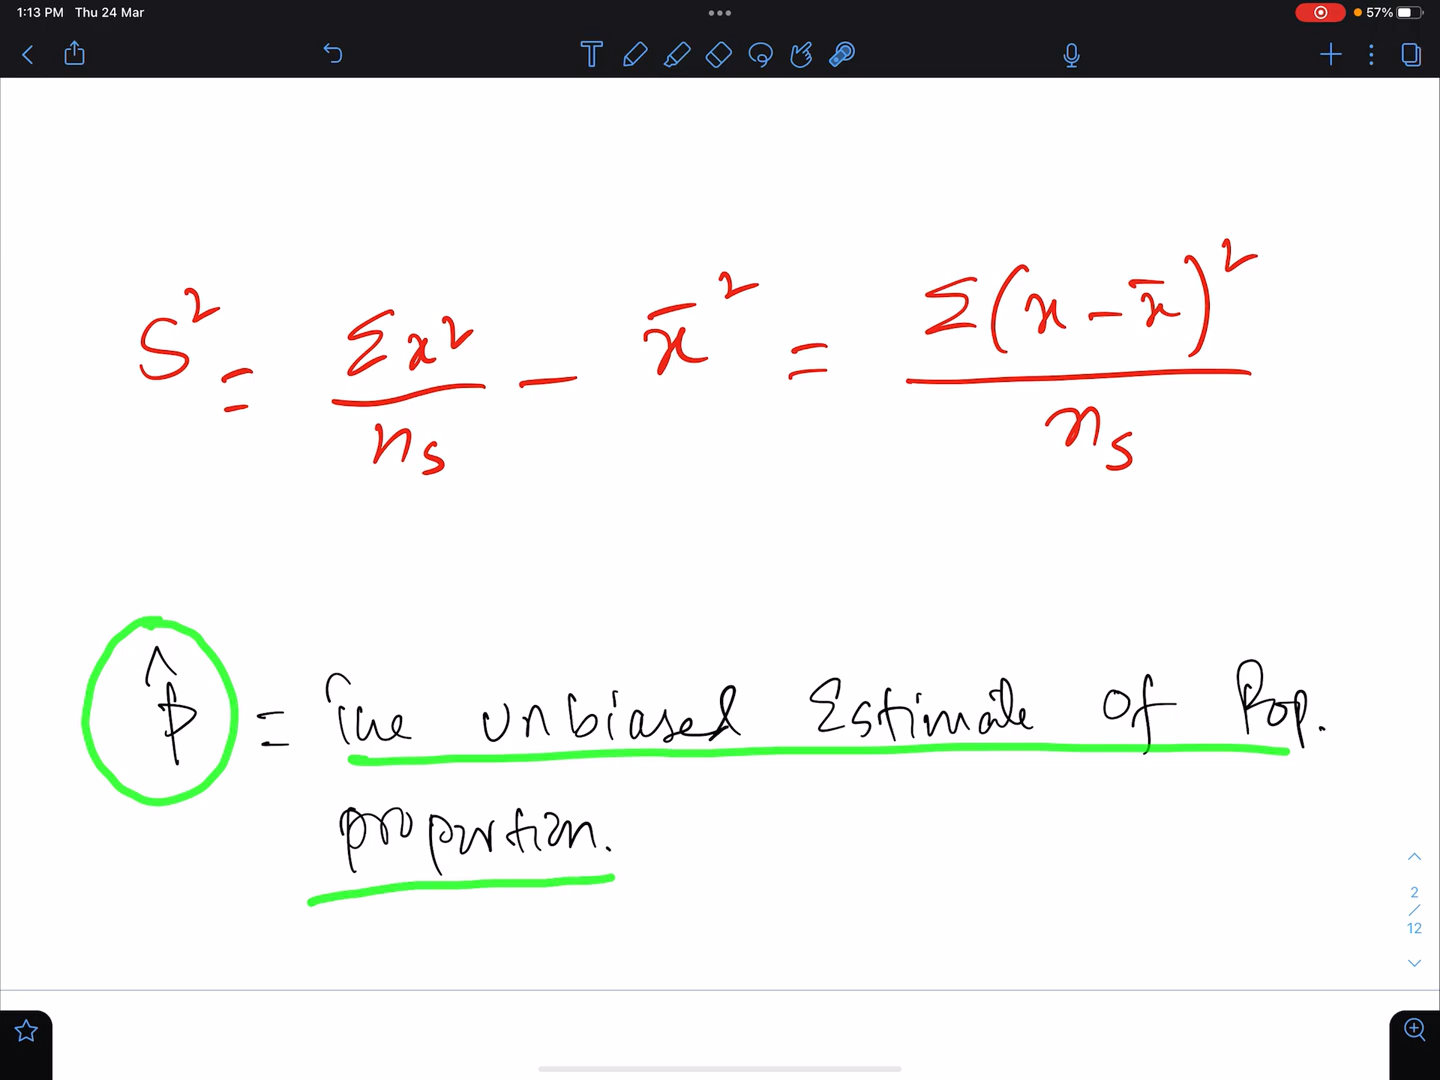 1:13 PM Thu 24 Mar
57%
S² = Σx²/nₛ - x̄² = Σ(x - x̄)²/nₛ
p̂ = The unbiased Estimate of Pop.
proportion.
2
/
12